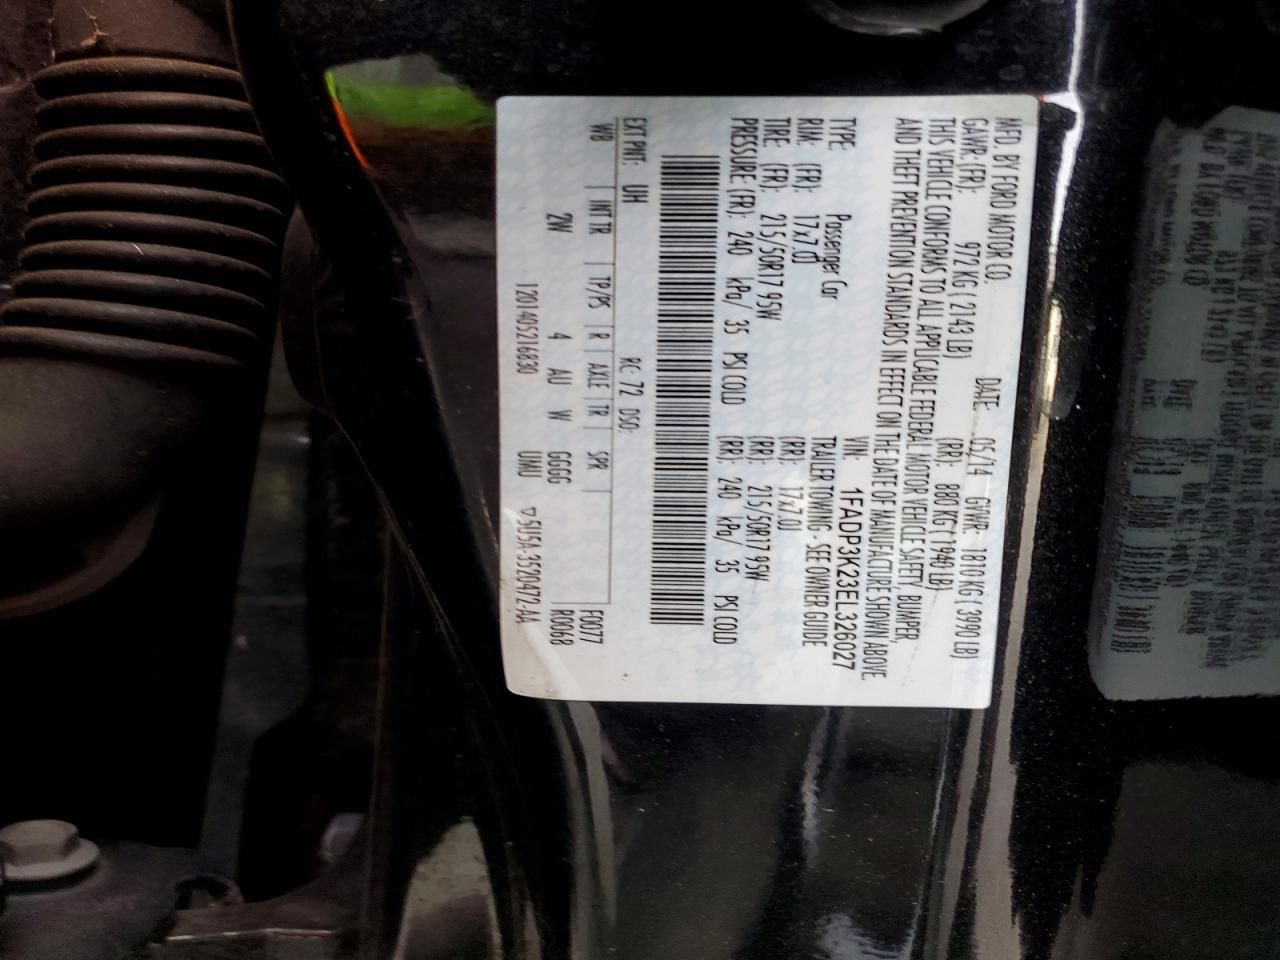 MFD. BY FORD MOTOR CO.
DATE: 05/14 GVWR: 1810 KG ( 3990 LB)
GAWR: (FR): 972 KG ( 2143 LB) (RR): 880 KG ( 1940 LB)
THIS VEHICLE CONFORMS TO ALL APPLICABLE FEDERAL MOTOR VEHICLE SAFETY, BUMPER,
AND THEFT PREVENTION STANDARDS IN EFFECT ON THE DATE OF MANUFACTURE SHOWN ABOVE.
VIN: 1FADP3K23EL326027
TYPE: Passenger Car TRAILER TOWING - SEE OWNER GUIDE
RIM: (FR): 17x7.0J (RR): 17x7.0J
TIRE: (FR): 215/50R17 95W (RR): 215/50R17 95W
PRESSURE (FR): 240 kPa/ 35 PSI COLD (RR): 240 kPa/ 35 PSI COLD
EXT PNT: UH RC: 72 DSO:
WB INT TR TP/PS R AXLE TR SPR F0077
2W 4 AU W GGGG R0068
1201405216830 UMU ▽5U5A-3520472-AA